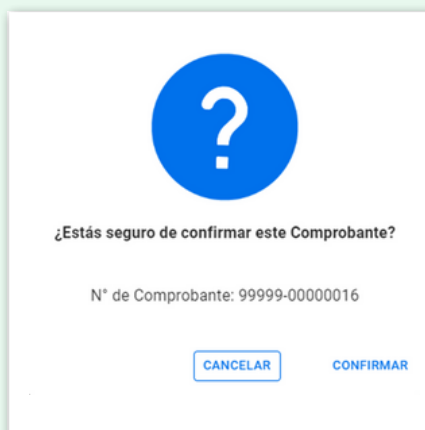 ¿Estás seguro de confirmar este Comprobante?
N° de Comprobante: 99999-00000016
CANCELAR CONFIRMAR